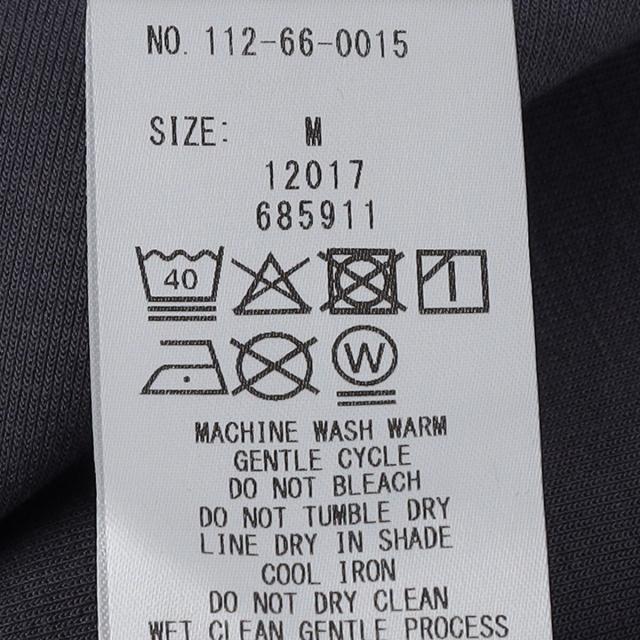 NO. 112-66-0015
SIZE: M
12017
685911
40
W
MACHINE WASH WARM
GENTLE CYCLE
DO NOT BLEACH
DO NOT TUMBLE DRY
LINE DRY IN SHADE
COOL IRON
DO NOT DRY CLEAN
WET CLEAN GENTLE PROCESS